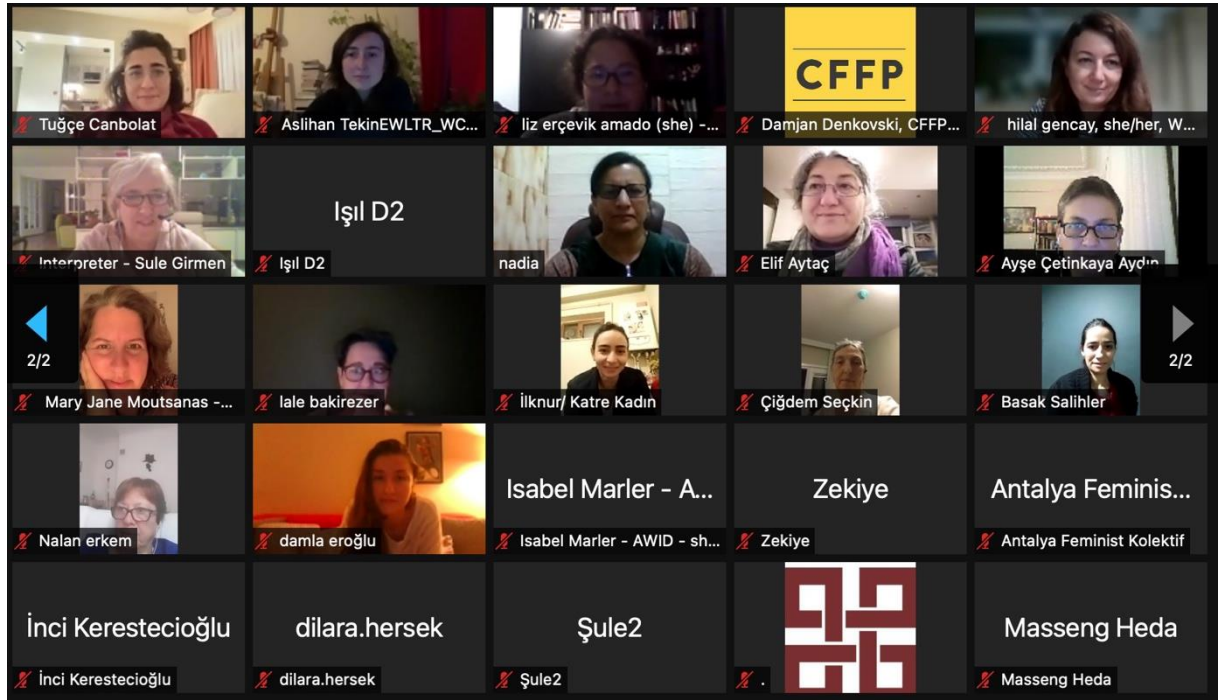 Tuğçe Canbolat
Aslihan TekinEWLTR_WC...
liz erçevik amado (she) -...
CFFP
Damjan Denkovski, CFFP...
hilal gencay, she/her, W...
Interpreter - Sule Girmen
Işıl D2
Işıl D2
nadia
Elif Aytaç
Ayşe Çetinkaya Aydın
2/2
Mary Jane Moutsanas -...
lale bakirezer
İlknur/ Katre Kadın
Çiğdem Seçkin
Basak Salihler
2/2
Nalan erkem
damla eroğlu
Isabel Marler - A...
Isabel Marler - AWID - sh...
Zekiye
Zekiye
Antalya Feminis...
Antalya Feminist Kolektif
İnci Kerestecioğlu
İnci Kerestecioğlu
dilara.hersek
dilara.hersek
Şule2
Şule2
.
Masseng Heda
Masseng Heda